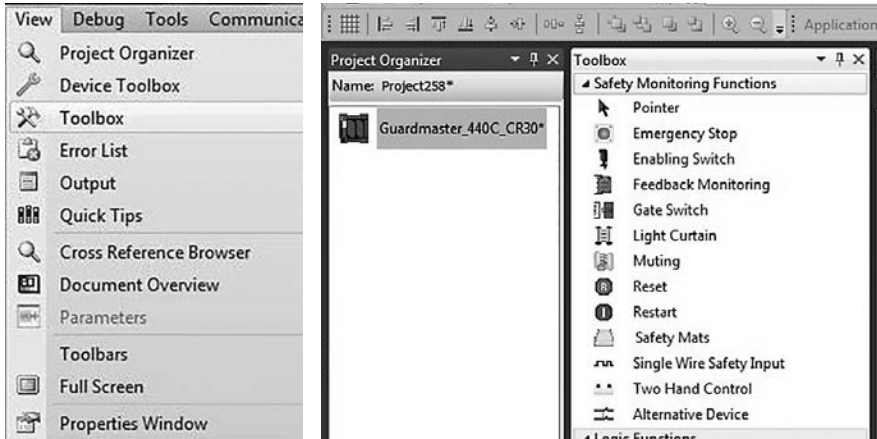 View Debug Tools Communica
Project Organizer
Device Toolbox
Toolbox
Error List
Output
Quick Tips
Cross Reference Browser
Document Overview
Parameters
Toolbars
Full Screen
Properties Window
Application
Project Organizer
Name: Project258*
Guardmaster_440C_CR30*
Toolbox
Safety Monitoring Functions
Pointer
Emergency Stop
Enabling Switch
Feedback Monitoring
Gate Switch
Light Curtain
Muting
Reset
Restart
Safety Mats
Single Wire Safety Input
Two Hand Control
Alternative Device
Logic Functions